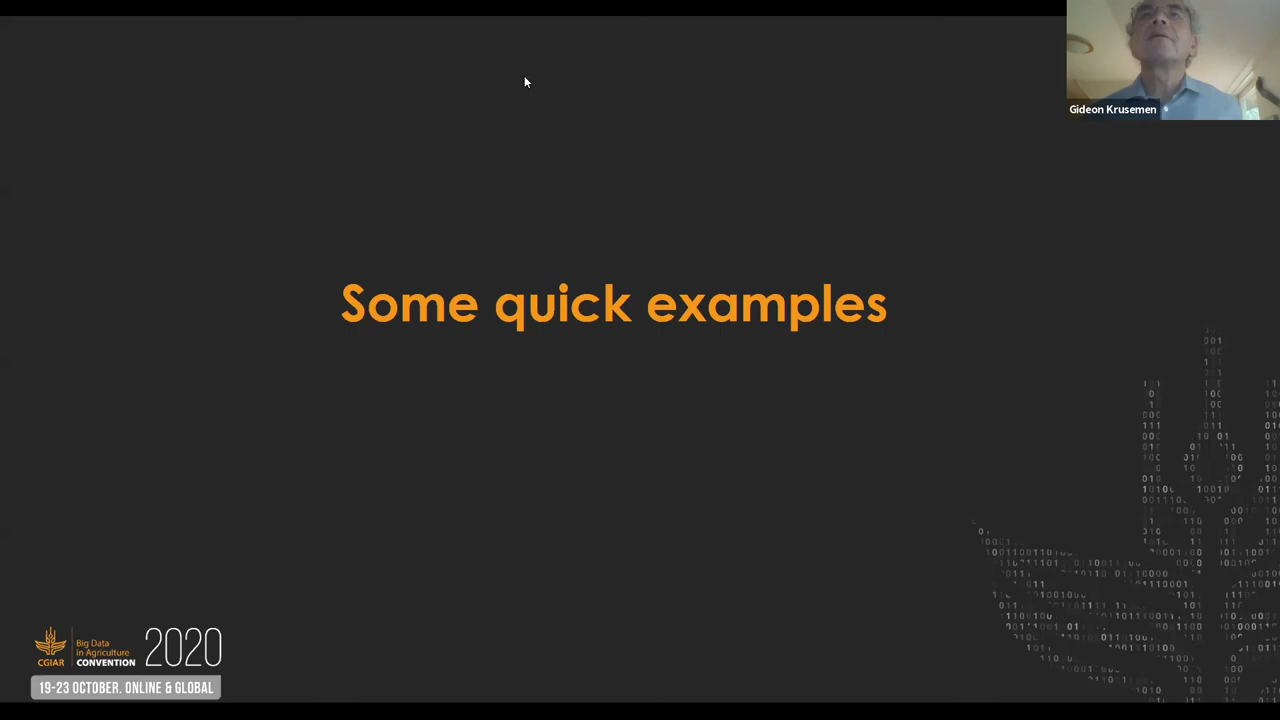 Gideon Krusemen
Some quick examples
CGIAR
Big Data
in Agriculture
CONVENTION
2020
19-23 OCTOBER. ONLINE & GLOBAL